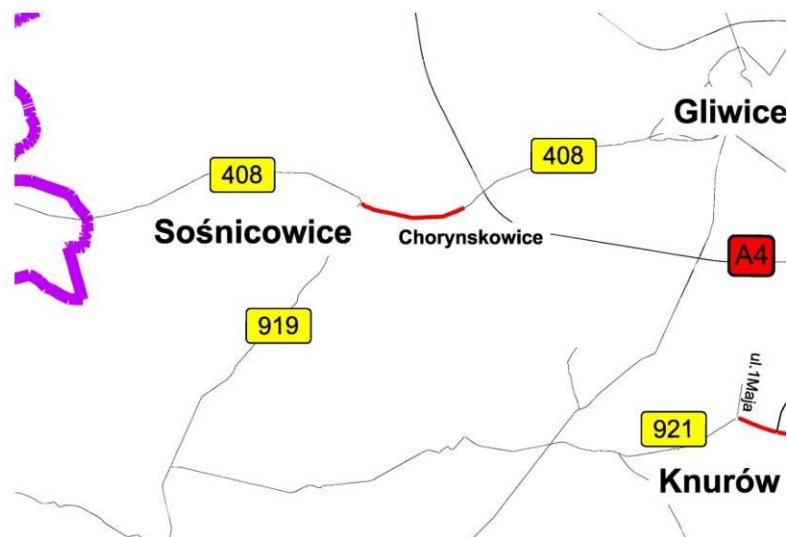 Gliwice
408
408
Sośnicowice
Chorynskowice
A4
919
ul.1Maja
921
Knurów